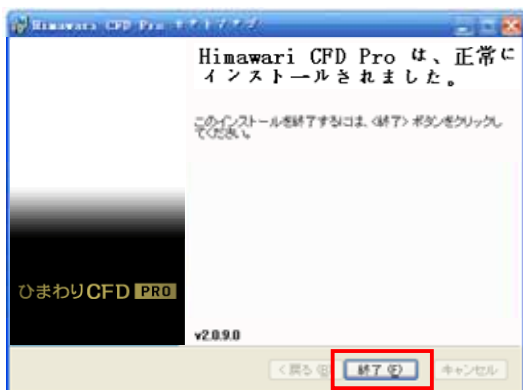 Himawari CFD Pro セットアップ
Himawari CFD Pro は、正常に
インストールされました。
このインストールを終了するには、<終了> ボタンをクリックし
てください。
ひまわりCFD PRO
v2.0.9.0
< 戻る (B) 終了 (F) キャンセル